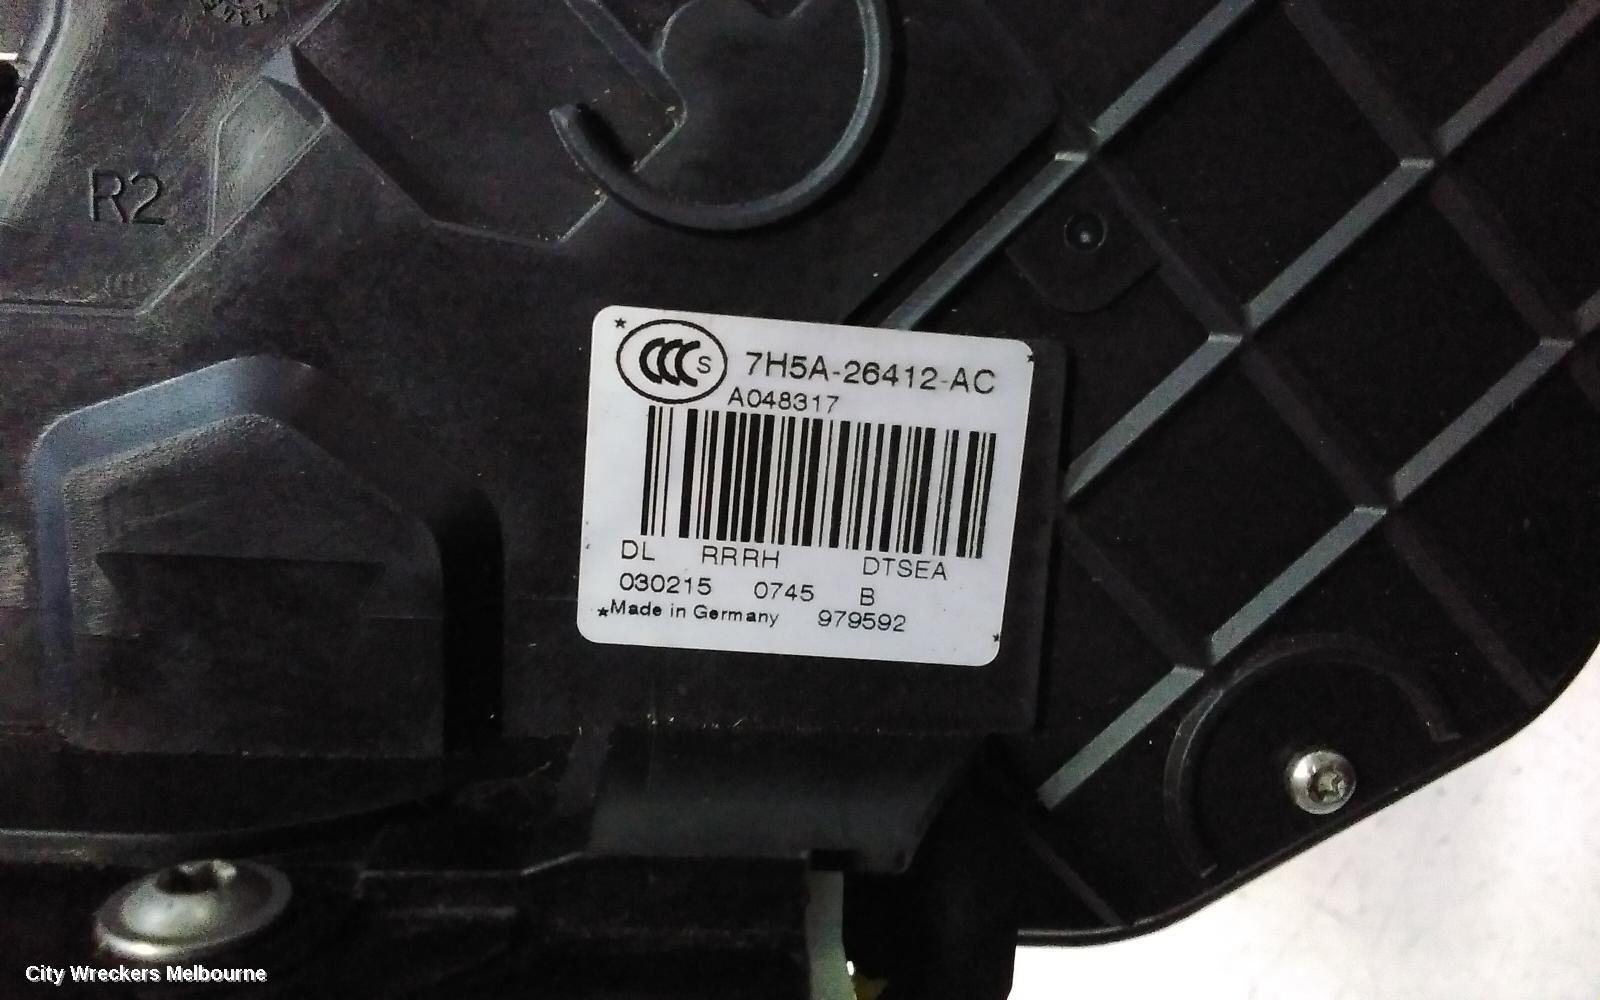 R2
S 7H5A-26412-AC
A048317
DL RRRH DTSEA
030215 0745 B
*Made in Germany 979592
City Wreckers Melbourne